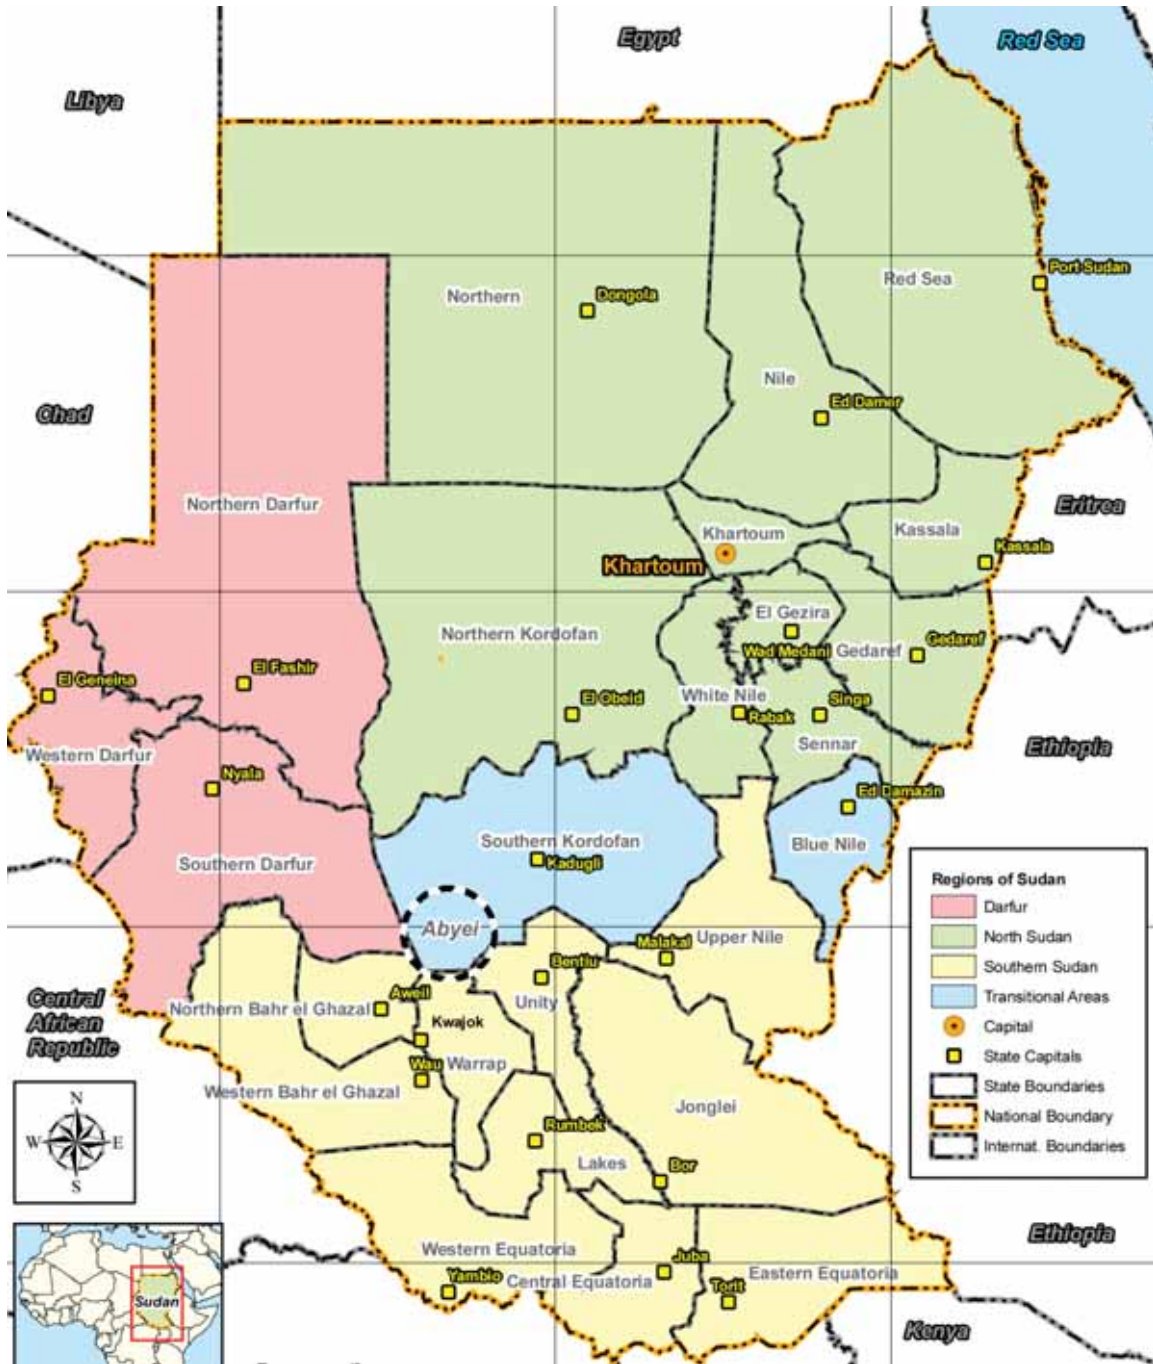 Egypt
Red Sea
Libya
Port Sudan
Red Sea
Northern
Dongola
Nile
Ed Damer
Chad
Northern Darfur
Eritrea
Khartoum
Kassala
Khartoum
Kassala
El Gezira
Northern Kordofan
Wad Medani
Gedaref
Gedaref
El Geneina
El Fashir
White Nile
El Obeid
Rabak
Singa
Sennar
Ethiopia
Western Darfur
Nyala
Ed Damazin
Southern Kordofan
Blue Nile
Kadugli
Southern Darfur
Abyei
Malakal
Upper Nile
Bentiu
Unity
Central
African
Republic
Northern Bahr el Ghazal
Aweil
Kwajok
Wau
Warrap
Western Bahr el Ghazal
Jonglei
Rumbek
Lakes
Bor
Western Equatoria
Juba
Yambio
Central Equatoria
Torit
Eastern Equatoria
Ethiopia
Kenya
Regions of Sudan
Darfur
North Sudan
Southern Sudan
Transitional Areas
Capital
State Capitals
State Boundaries
National Boundary
Internat. Boundaries
N
W
E
S
Sudan